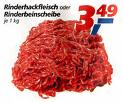 Rinderhackfleisch oder
Rinderbeinscheibe
je 1 kg
3.49